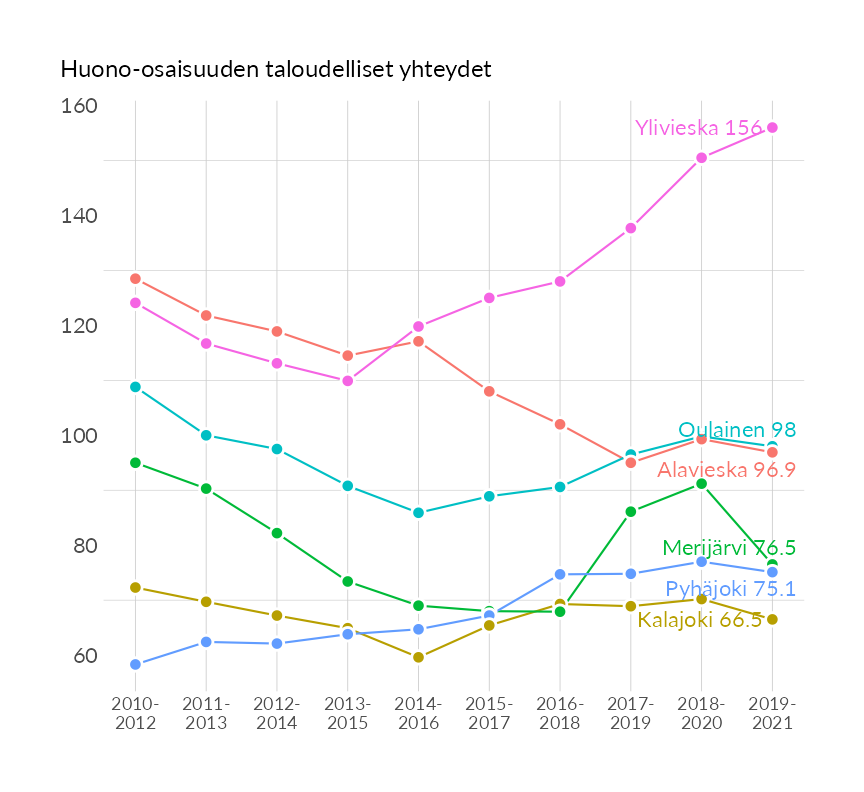 Huono-osaisuuden taloudelliset yhteydet
160
Ylivieska 156
140
120
100
Oulainen 98
Alavieska 96.9
80
Merijärvi 76.5
Pyhäjoki 75.1
Kalajoki 66.5
60
2010- 2011- 2012- 2013- 2014- 2015- 2016- 2017- 2018- 2019-
2012 2013 2014 2015 2016 2017 2018 2019 2020 2021